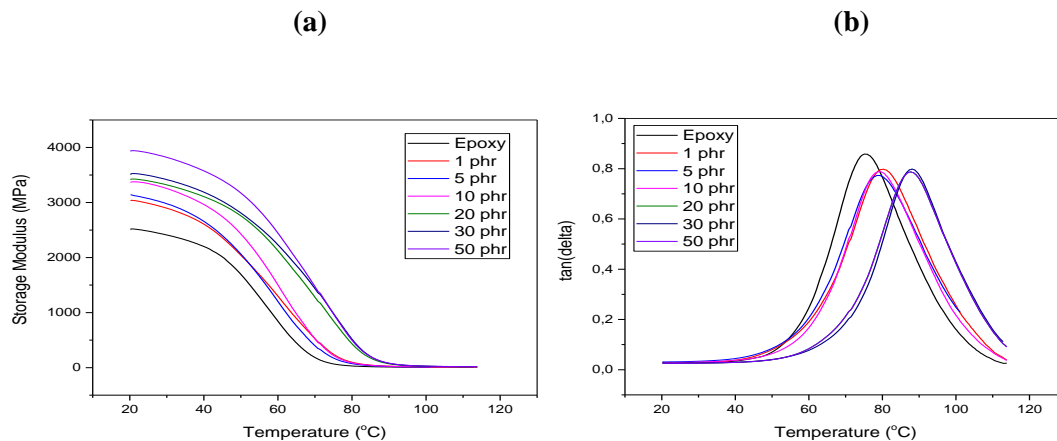 (a)
(b)
Storage Modulus (MPa)
4000
3000
2000
1000
0
20
40
60
80
100
120
Temperature (°C)
Epoxy
1 phr
5 phr
10 phr
20 phr
30 phr
50 phr
tan(delta)
1,0
0,8
0,6
0,4
0,2
0,0
20
40
60
80
100
120
Temperature (°C)
Epoxy
1 phr
5 phr
10 phr
20 phr
30 phr
50 phr